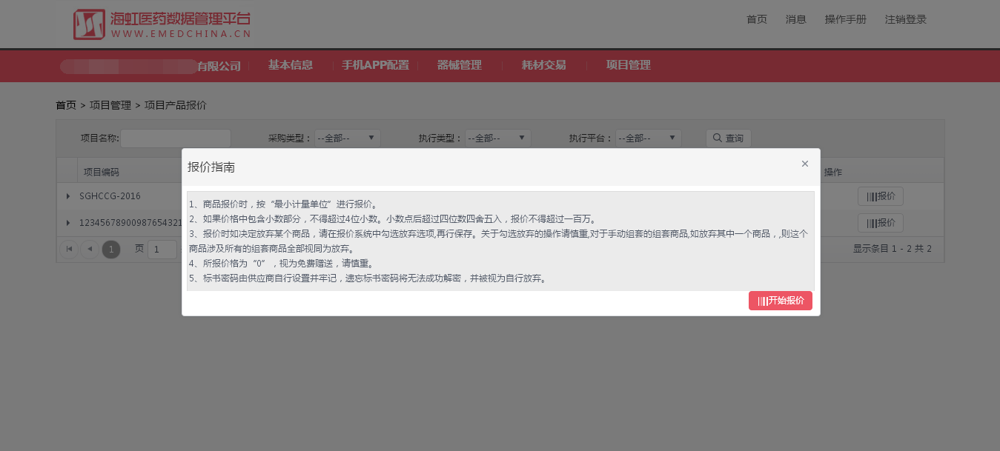 海虹医药数据管理平台
WWW.EMEDCHINA.CN
首页 消息 操作手册 注销登录
有限公司 基本信息 手机APP配置 器械管理 耗材交易 项目管理
首页 > 项目管理 > 项目产品报价
项目名称: 采购类型： --全部-- 执行类型： --全部-- 执行平台： --全部-- 查询
报价指南 ×
项目编码 操作
SGHCCG-2016 报价
12345678900987654321 报价
1 页 1 显示条目 1 - 2 共 2
1、商品报价时，按“最小计量单位”进行报价。
2、如果价格中包含小数部分，不得超过4位小数。小数点后超过四位数四舍五入，报价不得超过一百万。
3、报价时如决定放弃某个商品，请在报价系统中勾选放弃选项,再行保存。关于勾选放弃的操作请慎重,对于手动组套的组套商品,如放弃其中一个商品，,则这个
商品涉及所有的组套商品全部视同为放弃。
4、所报价格为“0”，视为免费赠送，请慎重。
5、标书密码由供应商自行设置并牢记，遗忘标书密码将无法成功解密，并被视为自行放弃。
开始报价